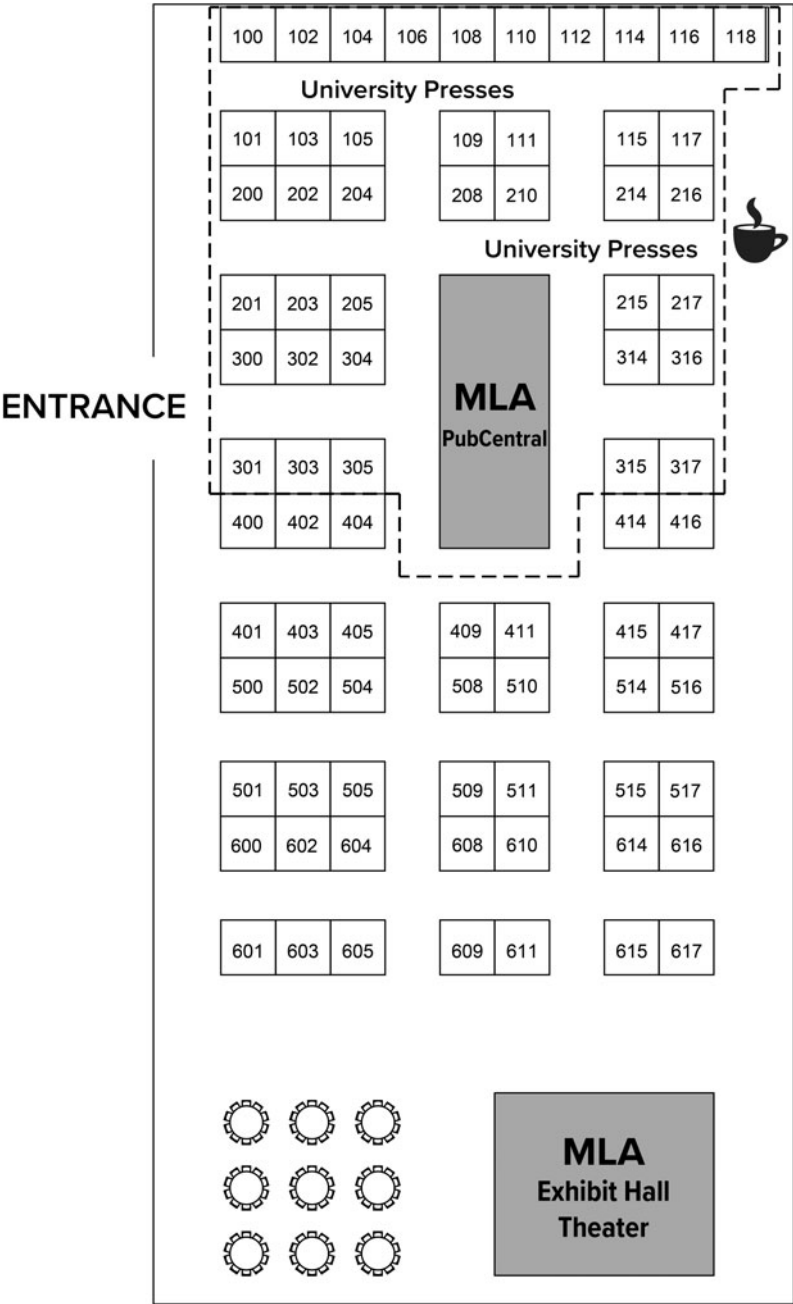 100 102 104 106 108 110 112 114 116 118
University Presses
101 103 105 109 111 115 117
200 202 204 208 210 214 216
University Presses
201 203 205 215 217
300 302 304 314 316
MLA
PubCentral
ENTRANCE
301 303 305 315 317
400 402 404 414 416
401 403 405 409 411 415 417
500 502 504 508 510 514 516
501 503 505 509 511 515 517
600 602 604 608 610 614 616
601 603 605 609 611 615 617
MLA
Exhibit Hall
Theater